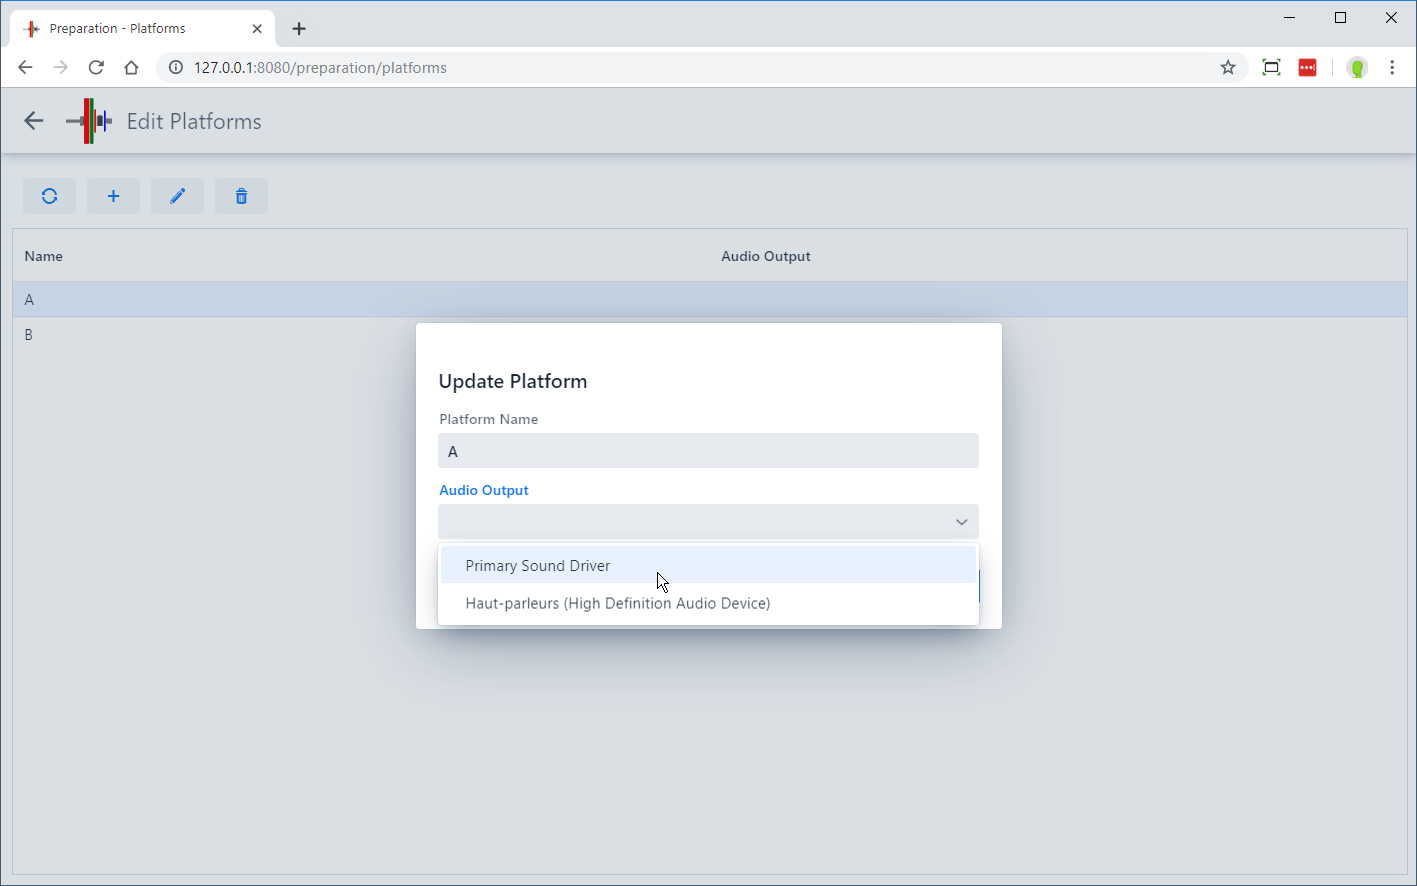 Preparation - Platforms
127.0.0.1:8080/preparation/platforms
Edit Platforms
Name Audio Output
A
B
Update Platform
Platform Name
A
Audio Output
Primary Sound Driver
Haut-parleurs (High Definition Audio Device)